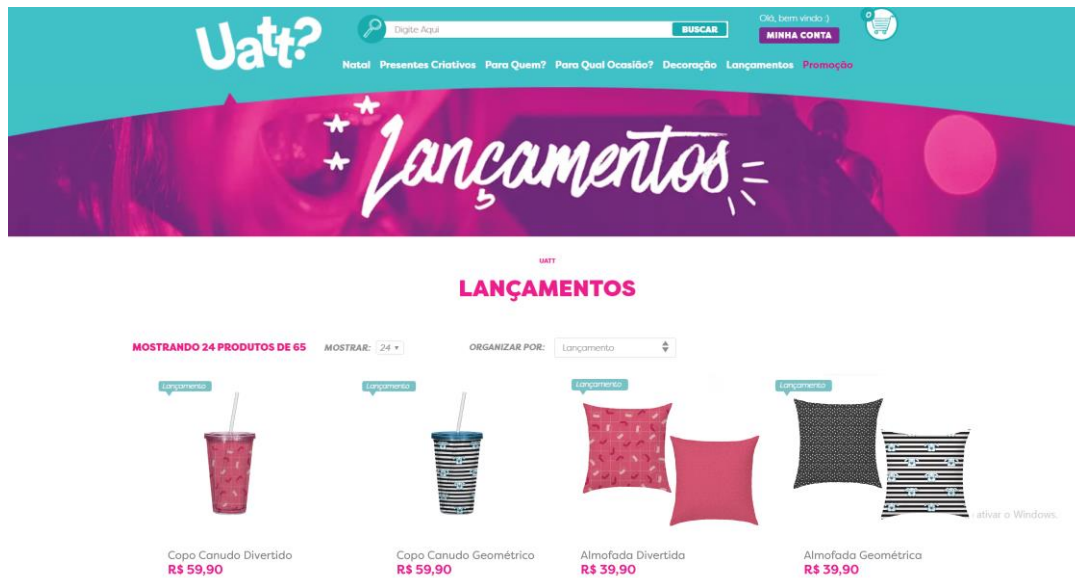 Uatt?
Digite Aqui
BUSCAR
Olá, bem vindo :)
MINHA CONTA
0
Natal Presentes Criativos Para Quem? Para Qual Ocasião? Decoração Lançamentos Promoção
Lançamentos
UATT
LANÇAMENTOS
MOSTRANDO 24 PRODUTOS DE 65 MOSTRAR: 24 ORGANIZAR POR: Lançamento
Lançamento Lançamento Lançamento Lançamento
ativar o Windows.
Copo Canudo Divertido Copo Canudo Geométrico Almofada Divertida Almofada Geométrica
R$ 59,90 R$ 59,90 R$ 39,90 R$ 39,90